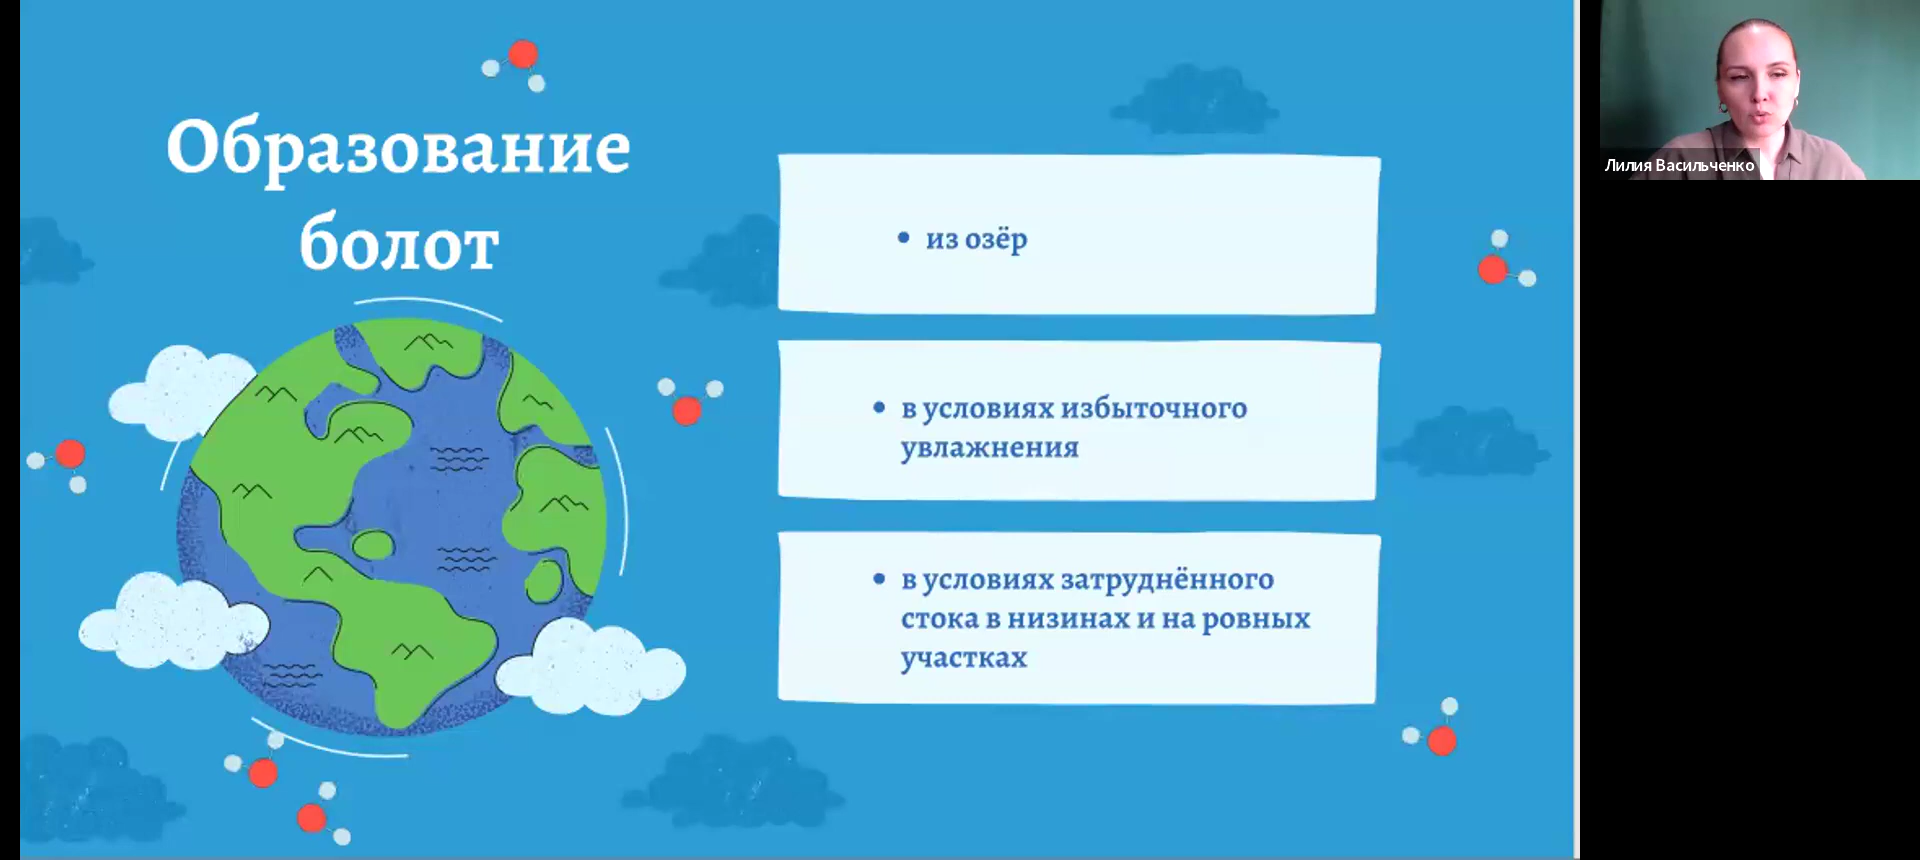 Образование
болот
• из озёр
• в условиях избыточного
увлажнения
• в условиях затруднённого
стока в низинах и на ровных
участках
Лилия Васильченко